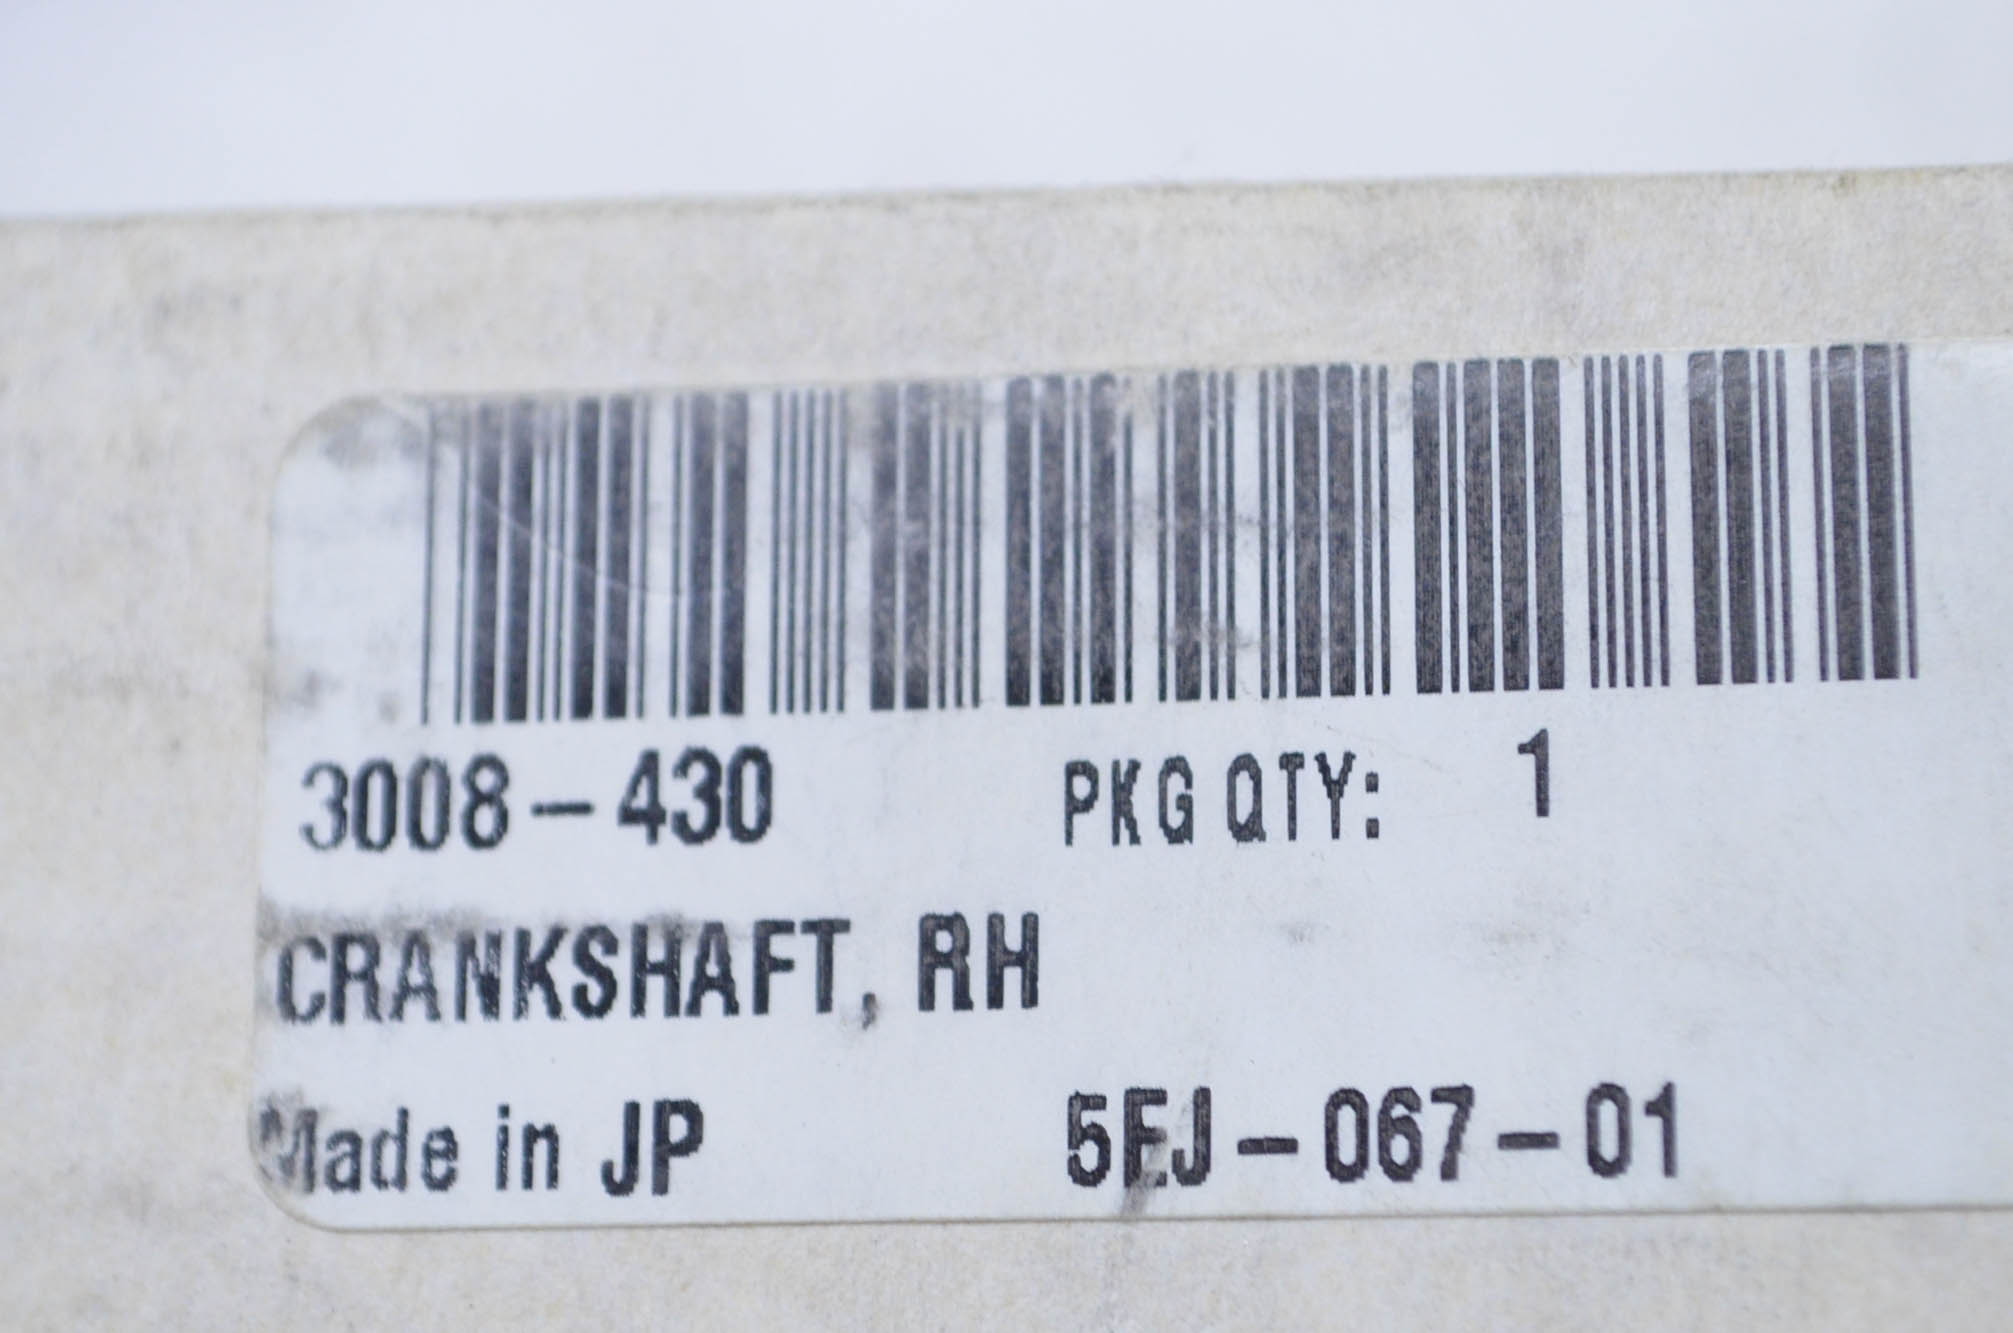 3008-430 PKG QTY: 1
CRANKSHAFT, RH
Made in JP 5EJ-067-01